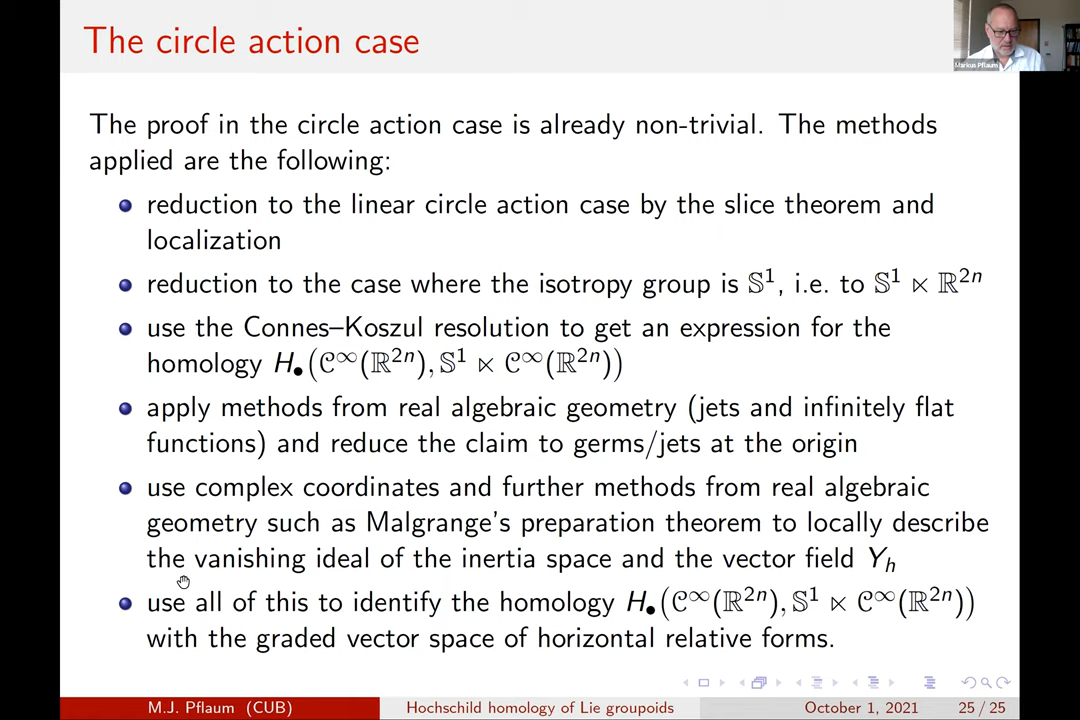 The circle action case
Markus Pflaum
The proof in the circle action case is already non-trivial. The methods
applied are the following:
reduction to the linear circle action case by the slice theorem and
localization
reduction to the case where the isotropy group is 𝕊¹, i.e. to 𝕊¹ ⋉ ℝ²ⁿ
use the Connes–Koszul resolution to get an expression for the
homology H•(𝒞∞(ℝ²ⁿ), 𝕊¹ ⋉ 𝒞∞(ℝ²ⁿ))
apply methods from real algebraic geometry (jets and infinitely flat
functions) and reduce the claim to germs/jets at the origin
use complex coordinates and further methods from real algebraic
geometry such as Malgrange's preparation theorem to locally describe
the vanishing ideal of the inertia space and the vector field Yₕ
use all of this to identify the homology H•(𝒞∞(ℝ²ⁿ), 𝕊¹ ⋉ 𝒞∞(ℝ²ⁿ))
with the graded vector space of horizontal relative forms.
M.J. Pflaum (CUB) Hochschild homology of Lie groupoids October 1, 2021 25 / 25